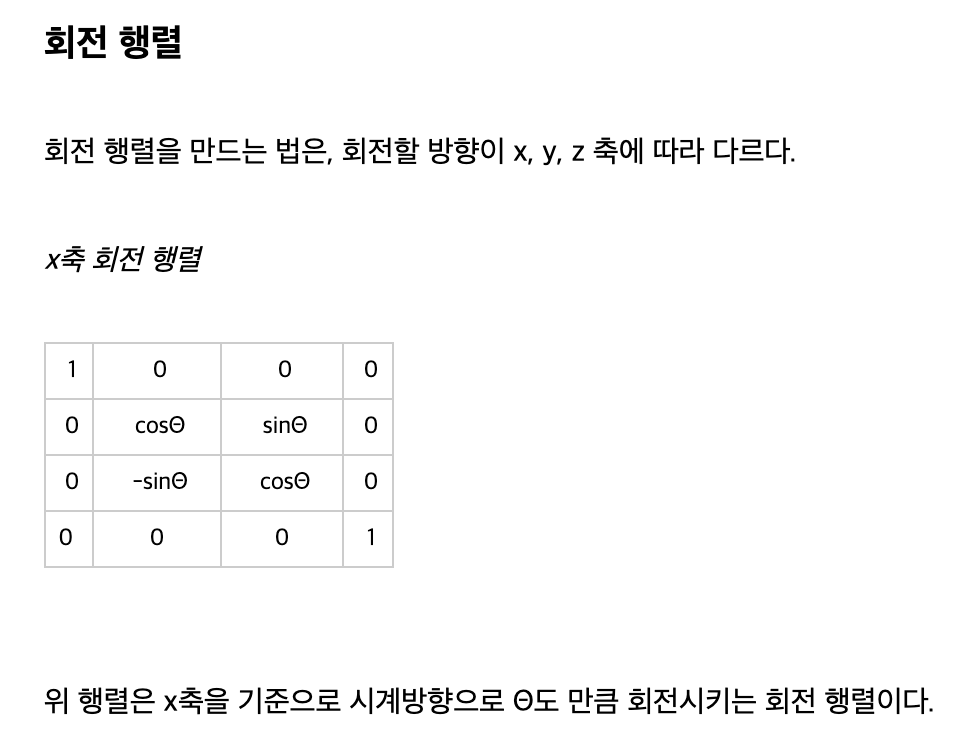 회전 행렬
회전 행렬을 만드는 법은, 회전할 방향이 x, y, z 축에 따라 다르다.
x축 회전 행렬
1 0 0 0
0 cosΘ sinΘ 0
0 -sinΘ cosΘ 0
0 0 0 1
위 행렬은 x축을 기준으로 시계방향으로 Θ도 만큼 회전시키는 회전 행렬이다.